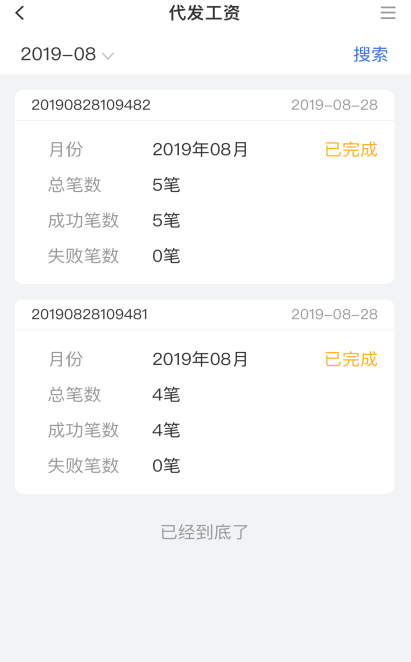 代发工资
2019-08 搜索
20190828109482 2019-08-28
月份 2019年08月 已完成
总笔数 5笔
成功笔数 5笔
失败笔数 0笔
20190828109481 2019-08-28
月份 2019年08月 已完成
总笔数 4笔
成功笔数 4笔
失败笔数 0笔
已经到底了